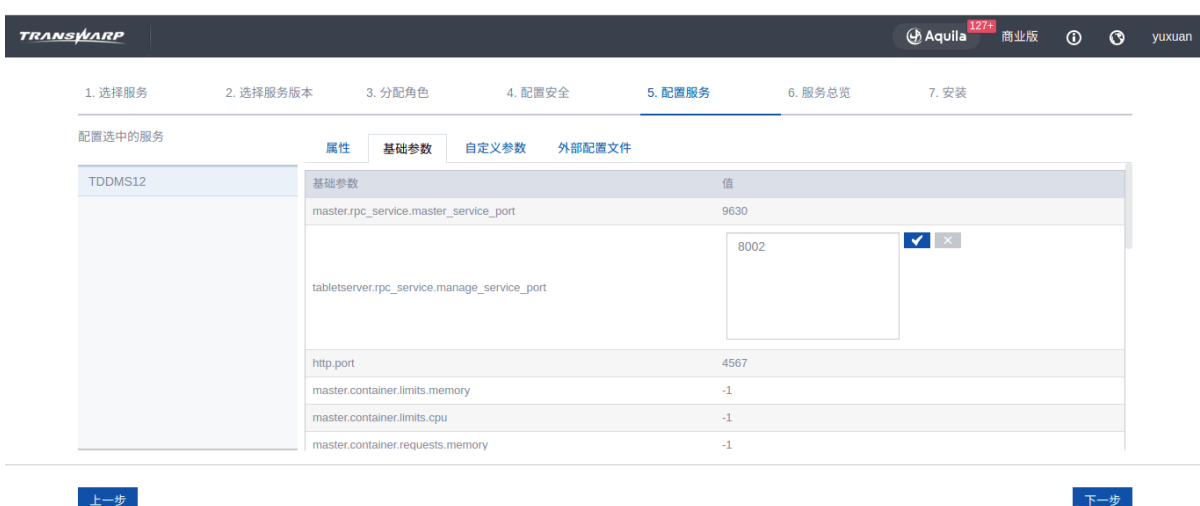 TRANSWARP
Aquila 127+ 商业版 yuxuan
1. 选择服务 2. 选择服务版本 3. 分配角色 4. 配置安全 5. 配置服务 6. 服务总览 7. 安装
配置选中的服务
属性 基础参数 自定义参数 外部配置文件
TDDMS12
基础参数 值
master.rpc_service.master_service_port 9630
tabletserver.rpc_service.manage_service_port 8002
http.port 4567
master.container.limits.memory -1
master.container.limits.cpu -1
master.container.requests.memory -1
上一步 下一步